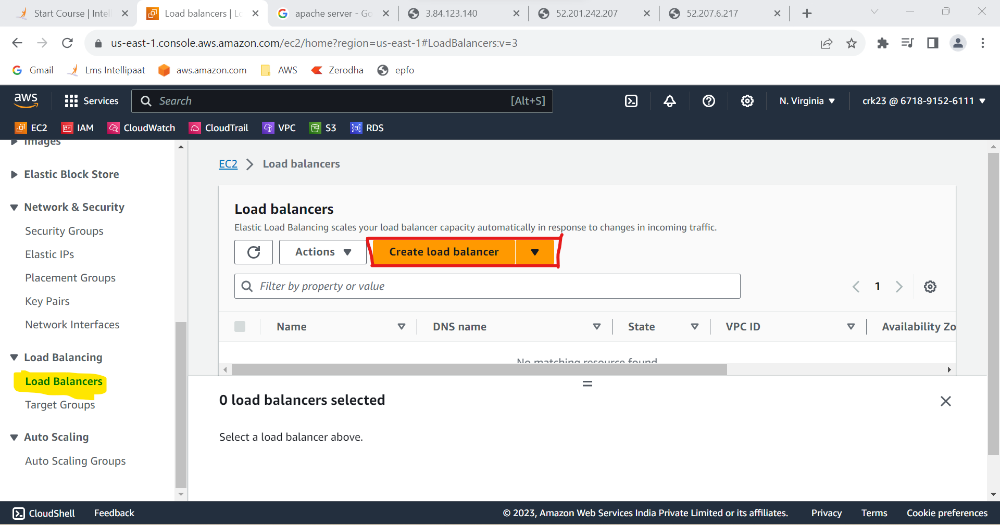 Start Course | Intell
Load balancers | Lo
apache server - Go
3.84.123.140
52.201.242.207
52.207.6.217
us-east-1.console.aws.amazon.com/ec2/home?region=us-east-1#LoadBalancers:v=3
Gmail
Lms Intellipaat
aws.amazon.com
AWS
Zerodha
epfo
aws
Services
Search
[Alt+S]
N. Virginia
crk23 @ 6718-9152-6111
EC2
IAM
CloudWatch
CloudTrail
VPC
S3
RDS
Images
Elastic Block Store
Network & Security
Security Groups
Elastic IPs
Placement Groups
Key Pairs
Network Interfaces
Load Balancing
Load Balancers
Target Groups
Auto Scaling
Auto Scaling Groups
EC2 > Load balancers
Load balancers
Elastic Load Balancing scales your load balancer capacity automatically in response to changes in incoming traffic.
Actions
Create load balancer
Filter by property or value
1
Name
DNS name
State
VPC ID
Availability Zo
No matching resource found
0 load balancers selected
Select a load balancer above.
CloudShell
Feedback
© 2023, Amazon Web Services India Private Limited or its affiliates.
Privacy
Terms
Cookie preferences